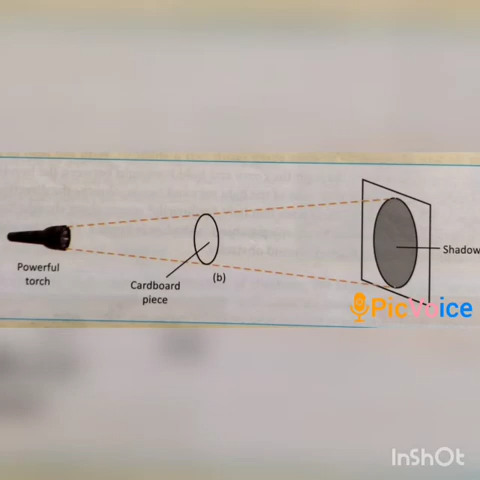 Powerful
torch
Cardboard
piece
(b)
Shadow
PicVoice
InShOt